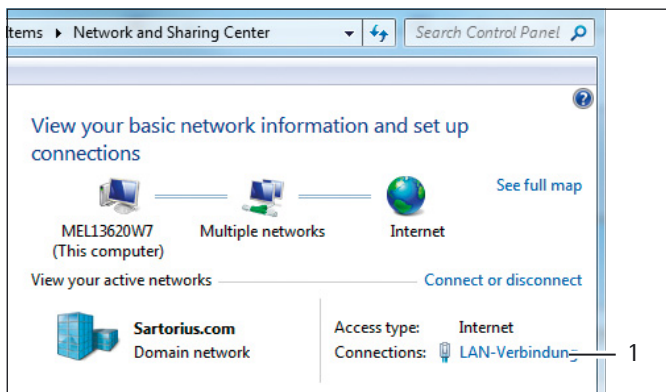 Items ▸ Network and Sharing Center
Search Control Panel
View your basic network information and set up
connections
See full map
MEL13620W7
(This computer)
Multiple networks
Internet
View your active networks
Connect or disconnect
Sartorius.com
Domain network
Access type: Internet
Connections: LAN-Verbindung
1